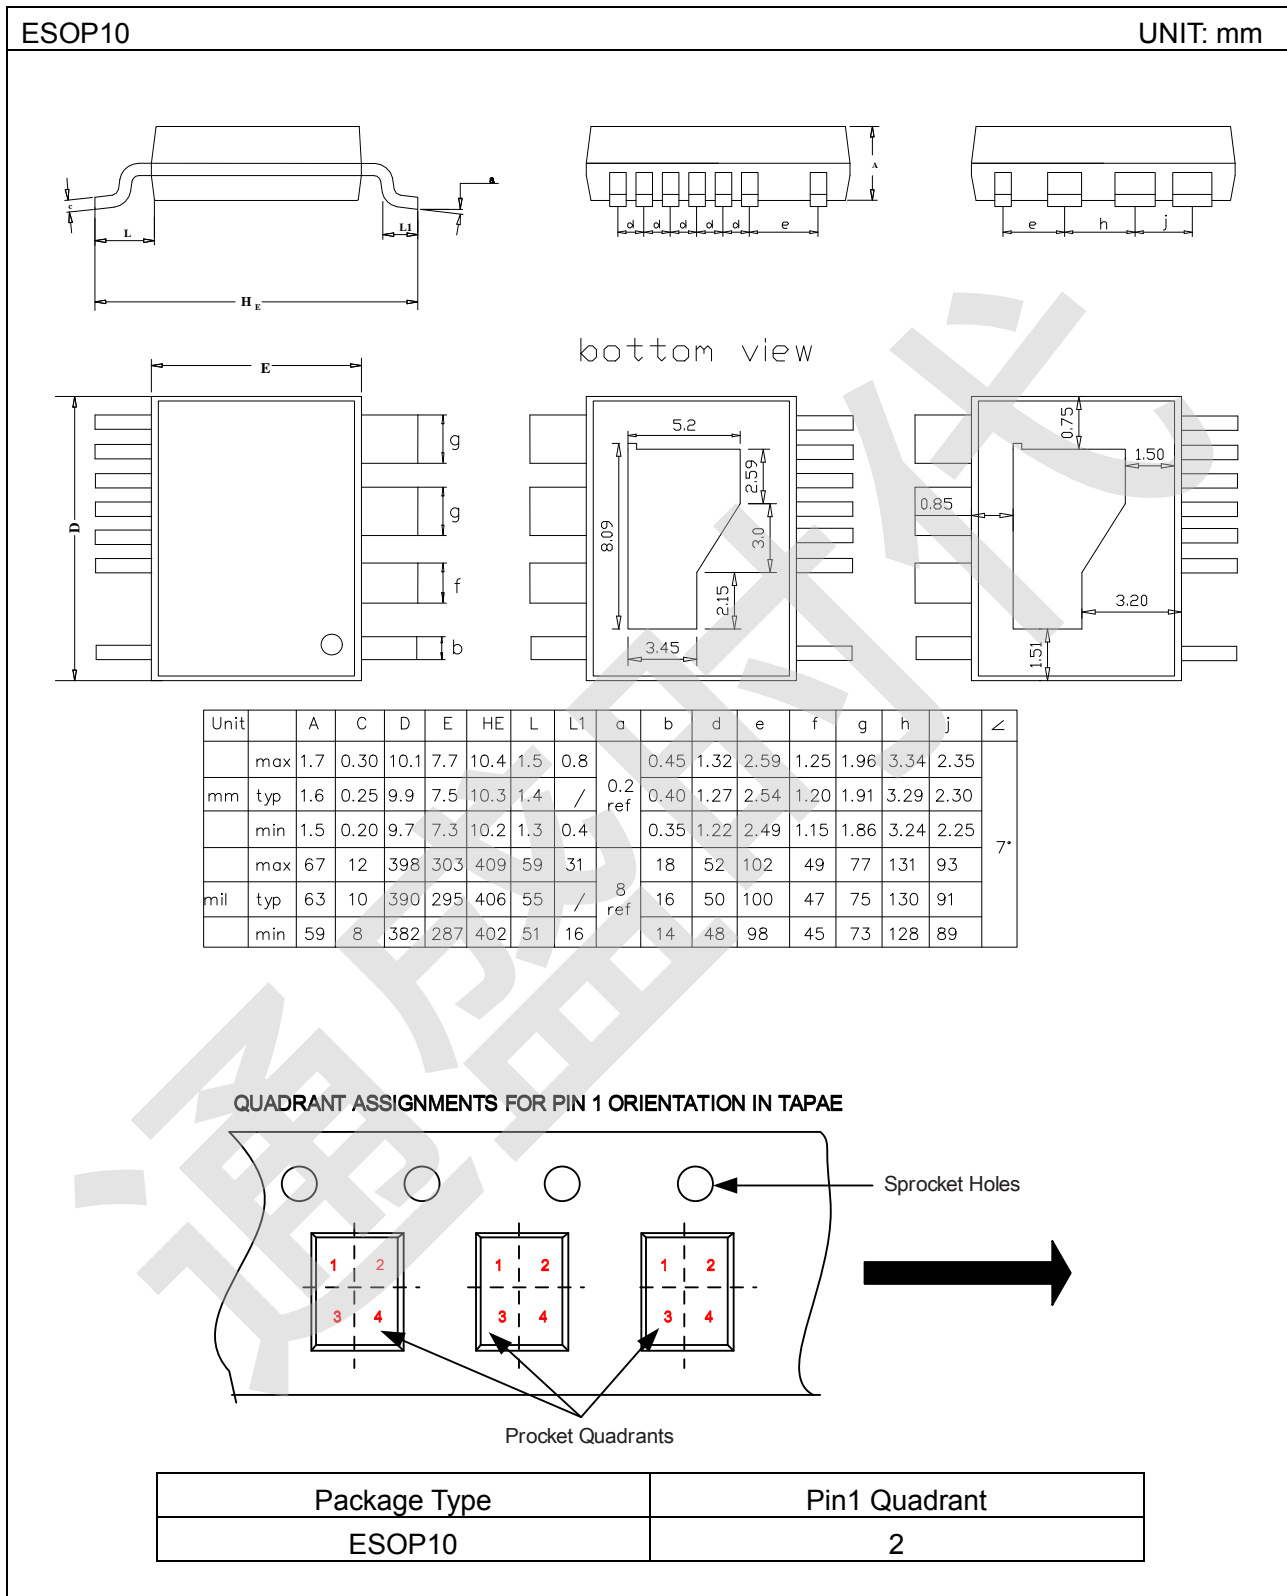 ESOP10 UNIT: mm
c L H E L1 a
A
d d d d d e
e h j
bottom view
E
D
g
g
f
b
5.2
8.09
2.59
3.0
2.15
3.45
0.75
1.50
0.85
3.20
1.51
Unit A C D E HE L L1 a b d e f g h j ∠
max 1.7 0.30 10.1 7.7 10.4 1.5 0.8 0.45 1.32 2.59 1.25 1.96 3.34 2.35
mm typ 1.6 0.25 9.9 7.5 10.3 1.4 / 0.2 ref 0.40 1.27 2.54 1.20 1.91 3.29 2.30
min 1.5 0.20 9.7 7.3 10.2 1.3 0.4 0.35 1.22 2.49 1.15 1.86 3.24 2.25
7°
max 67 12 398 303 409 59 31 18 52 102 49 77 131 93
mil typ 63 10 390 295 406 55 / 8 ref 16 50 100 47 75 130 91
min 59 8 382 287 402 51 16 14 48 98 45 73 128 89
QUADRANT ASSIGNMENTS FOR PIN 1 ORIENTATION IN TAPAE
Sprocket Holes
1 2 1 2 1 2
3 4 3 4 3 4
Procket Quadrants
Package Type Pin1 Quadrant
ESOP10 2
通盛时代